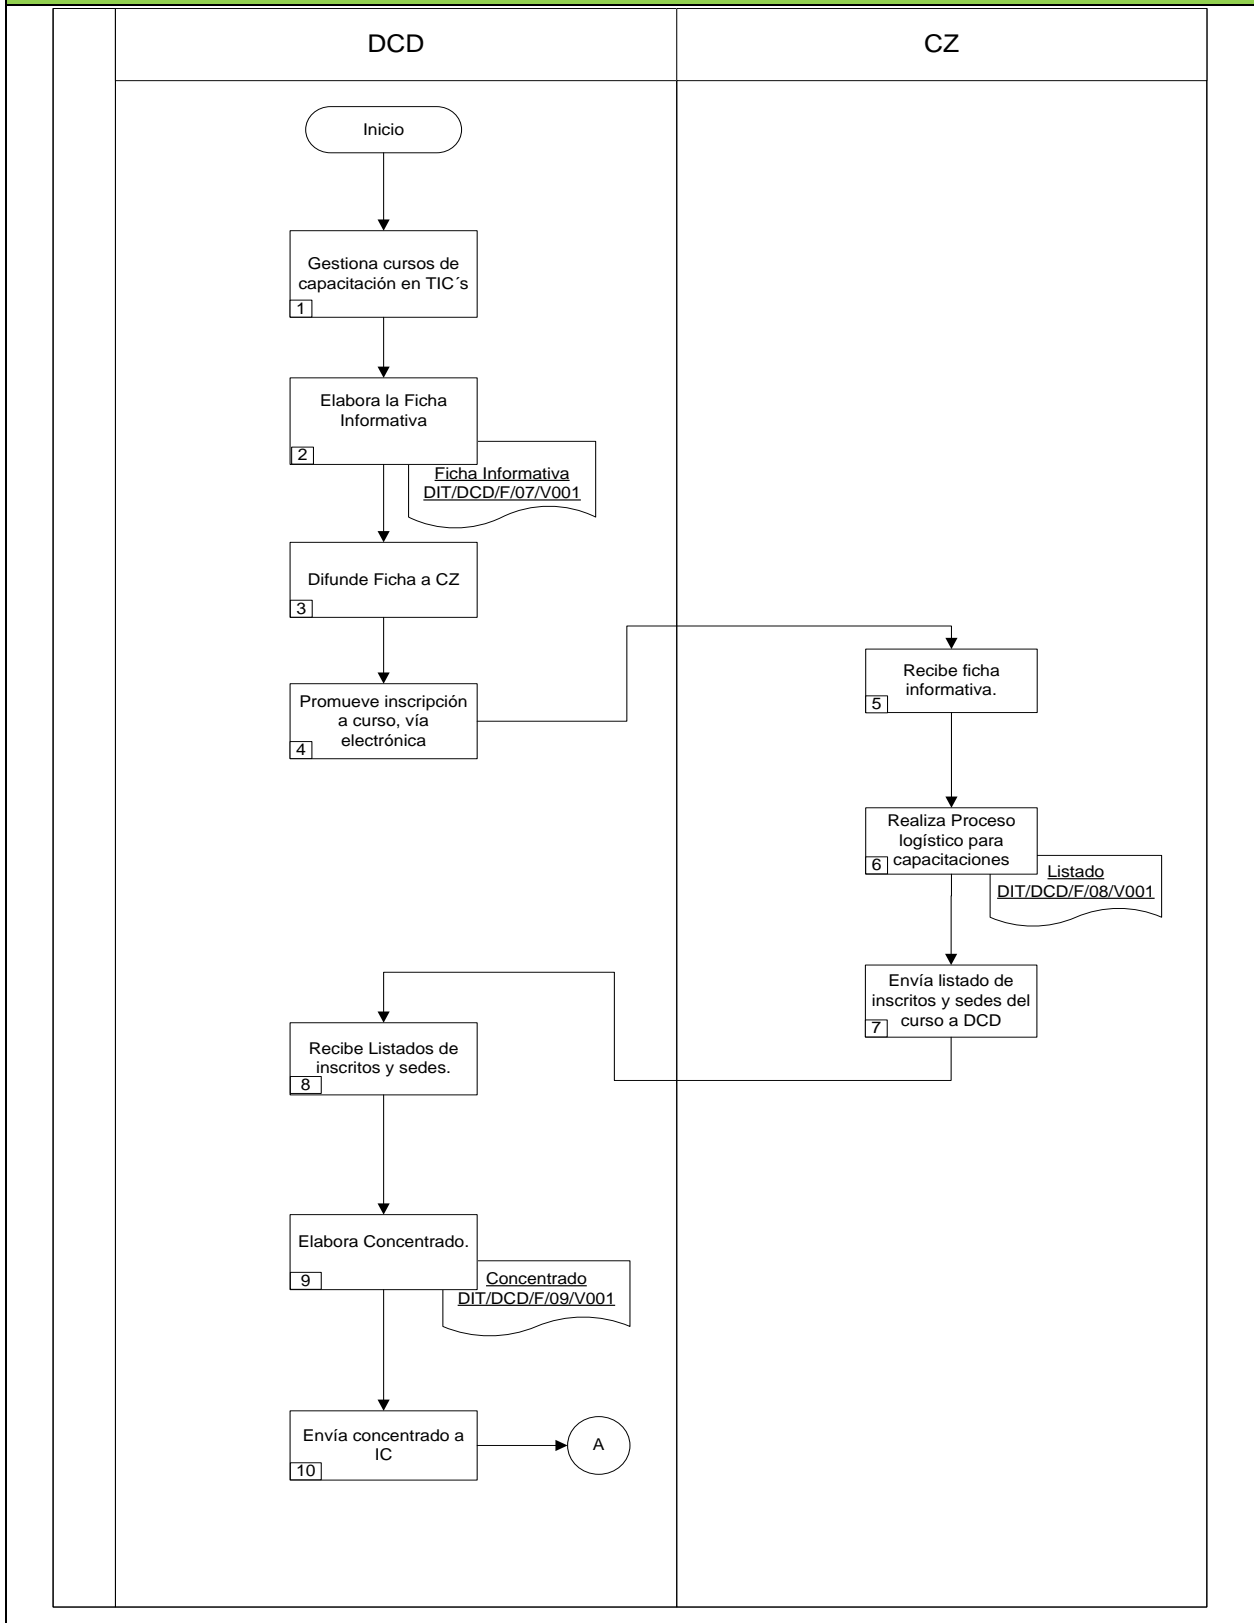 DCD
CZ
Inicio
Gestiona cursos de
capacitación en TIC´s
1
Elabora la Ficha
Informativa
2
Ficha Informativa
DIT/DCD/F/07/V001
Difunde Ficha a CZ
3
Promueve inscripción
a curso, vía
electrónica
4
Recibe ficha
informativa.
5
Realiza Proceso
logístico para
capacitaciones
6
Listado
DIT/DCD/F/08/V001
Envía listado de
inscritos y sedes del
curso a DCD
7
Recibe Listados de
inscritos y sedes.
8
Elabora Concentrado.
9
Concentrado
DIT/DCD/F/09/V001
Envía concentrado a
IC
10
A